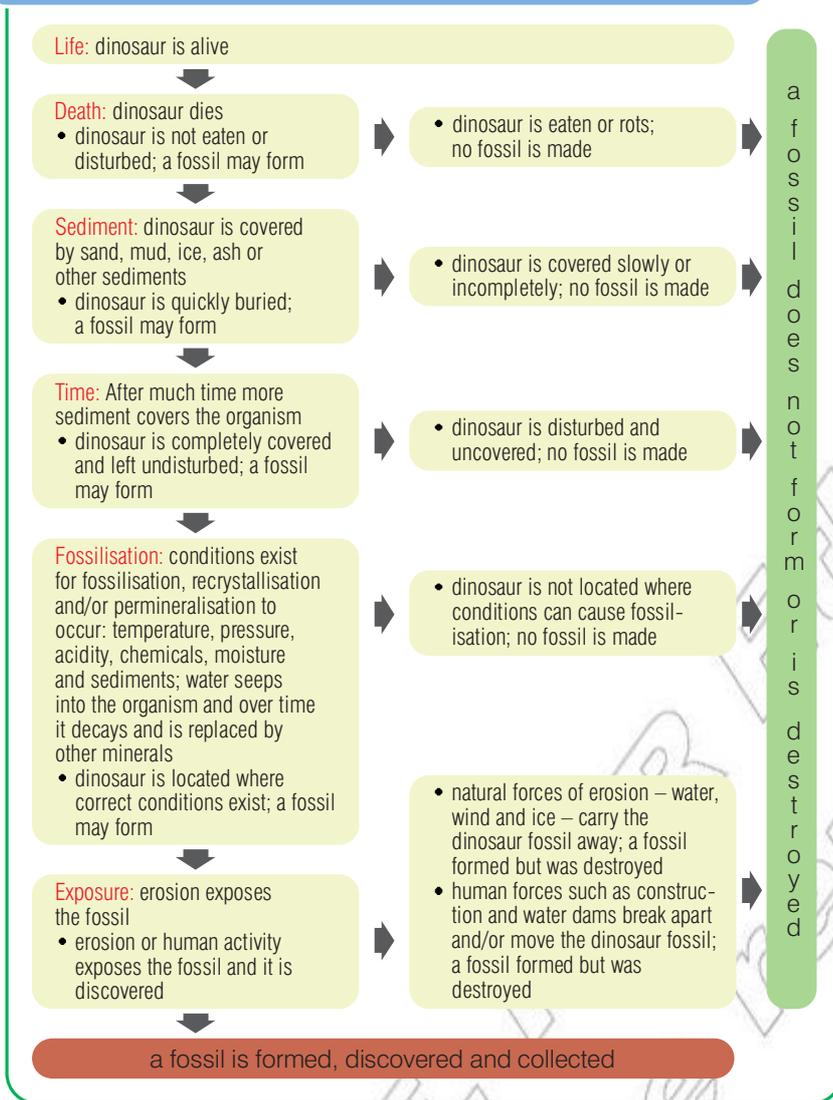 Life: dinosaur is alive
Death: dinosaur dies
• dinosaur is not eaten or
disturbed; a fossil may form
• dinosaur is eaten or rots;
no fossil is made
Sediment: dinosaur is covered
by sand, mud, ice, ash or
other sediments
• dinosaur is quickly buried;
a fossil may form
• dinosaur is covered slowly or
incompletely; no fossil is made
Time: After much time more
sediment covers the organism
• dinosaur is completely covered
and left undisturbed; a fossil
may form
• dinosaur is disturbed and
uncovered; no fossil is made
Fossilisation: conditions exist
for fossilisation, recrystallisation
and/or permineralisation to
occur: temperature, pressure,
acidity, chemicals, moisture
and sediments; water seeps
into the organism and over time
it decays and is replaced by
other minerals
• dinosaur is located where
correct conditions exist; a fossil
may form
• dinosaur is not located where
conditions can cause fossil-
isation; no fossil is made
Exposure: erosion exposes
the fossil
• erosion or human activity
exposes the fossil and it is
discovered
• natural forces of erosion – water,
wind and ice – carry the
dinosaur fossil away; a fossil
formed but was destroyed
• human forces such as construc-
tion and water dams break apart
and/or move the dinosaur fossil;
a fossil formed but was
destroyed
a fossil does not form or is destroyed
a fossil is formed, discovered and collected